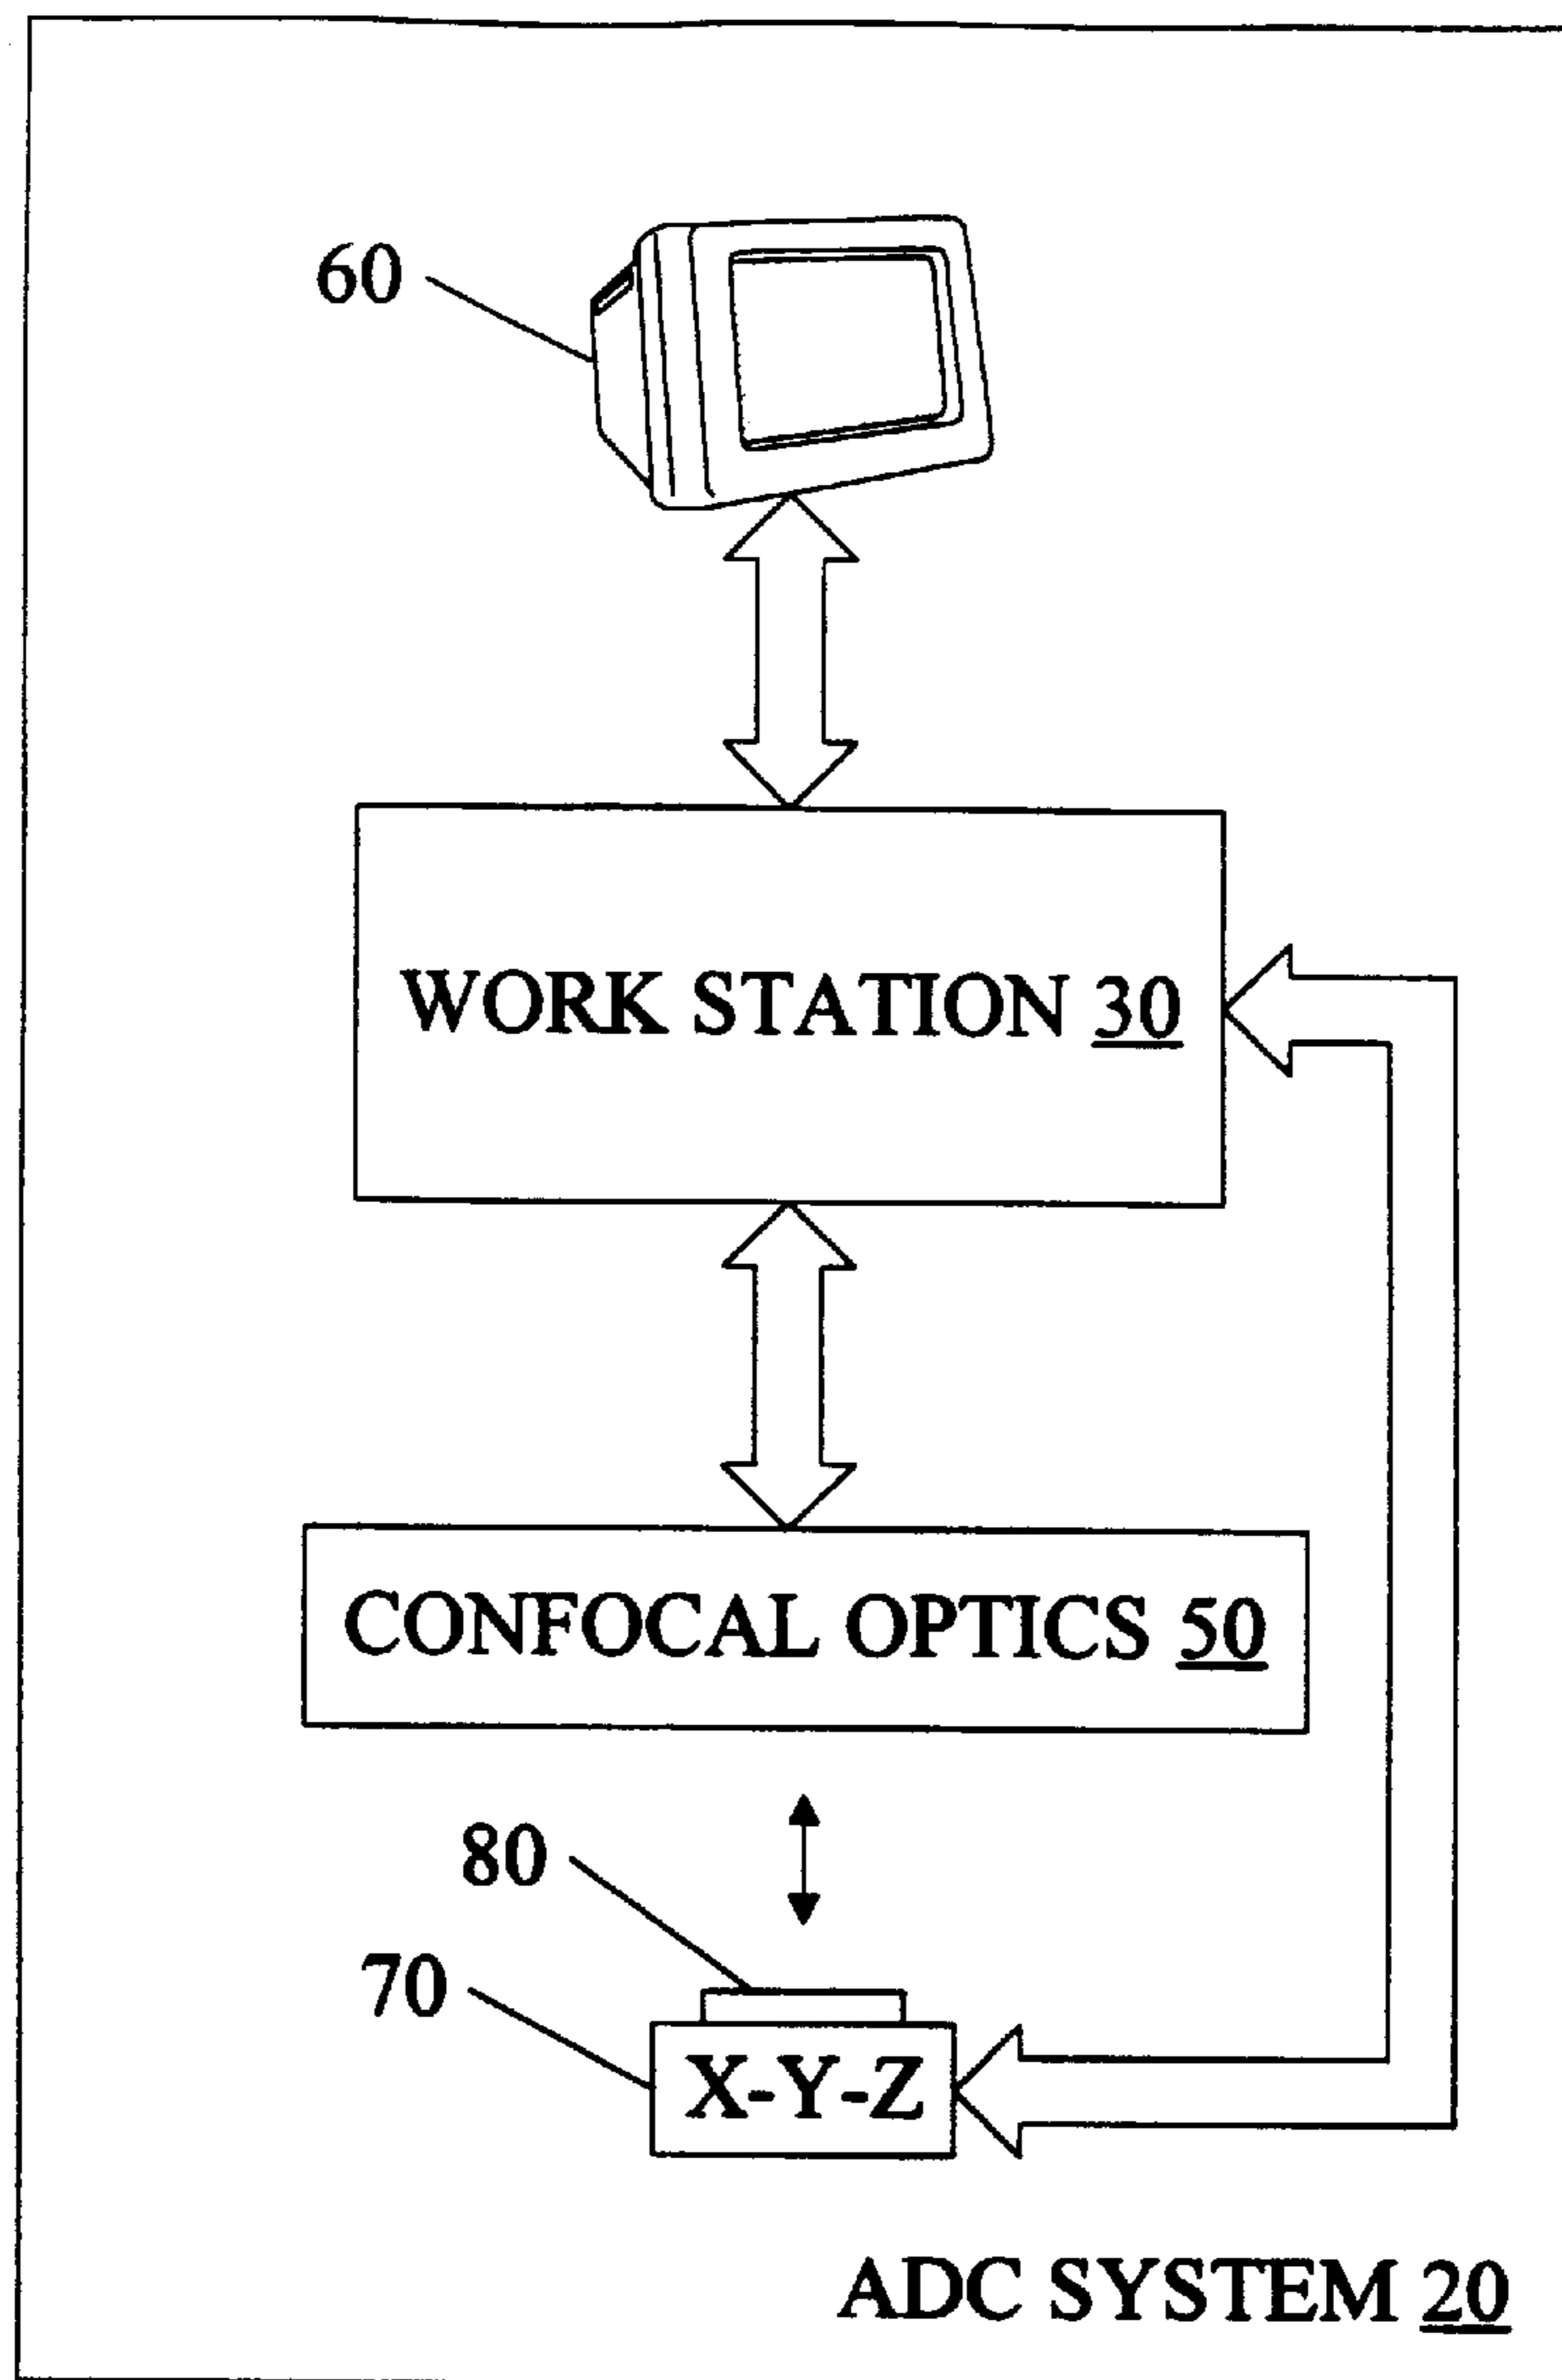 60
WORK STATION 30
CONFOCAL OPTICS 50
80
70
X-Y-Z
ADC SYSTEM 20